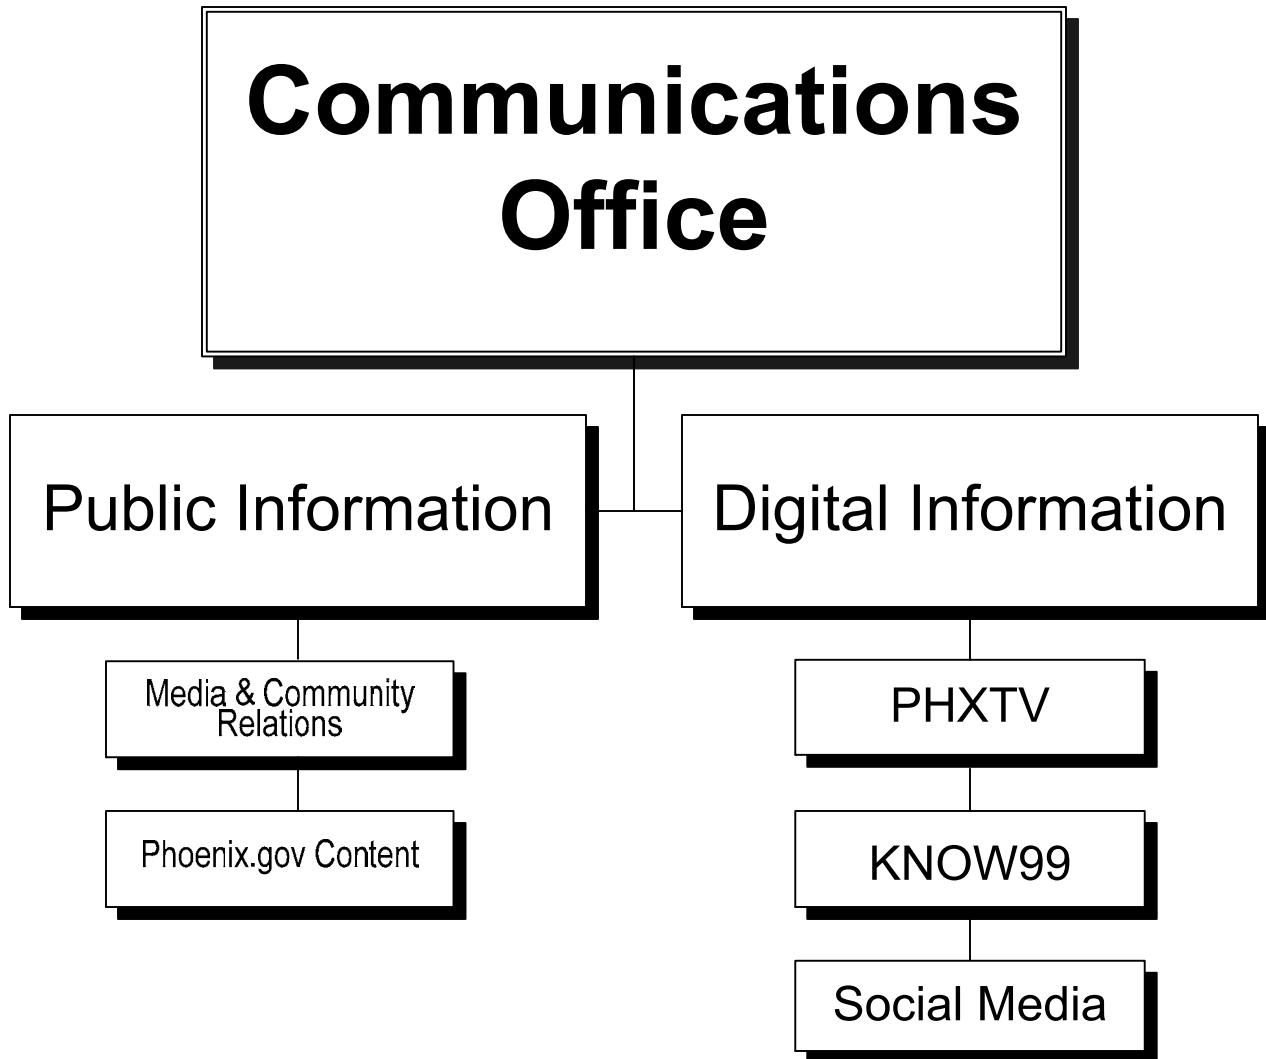 Communications
Office
Public Information
Digital Information
Media & Community
Relations
PHXTV
Phoenix.gov Content
KNOW99
Social Media